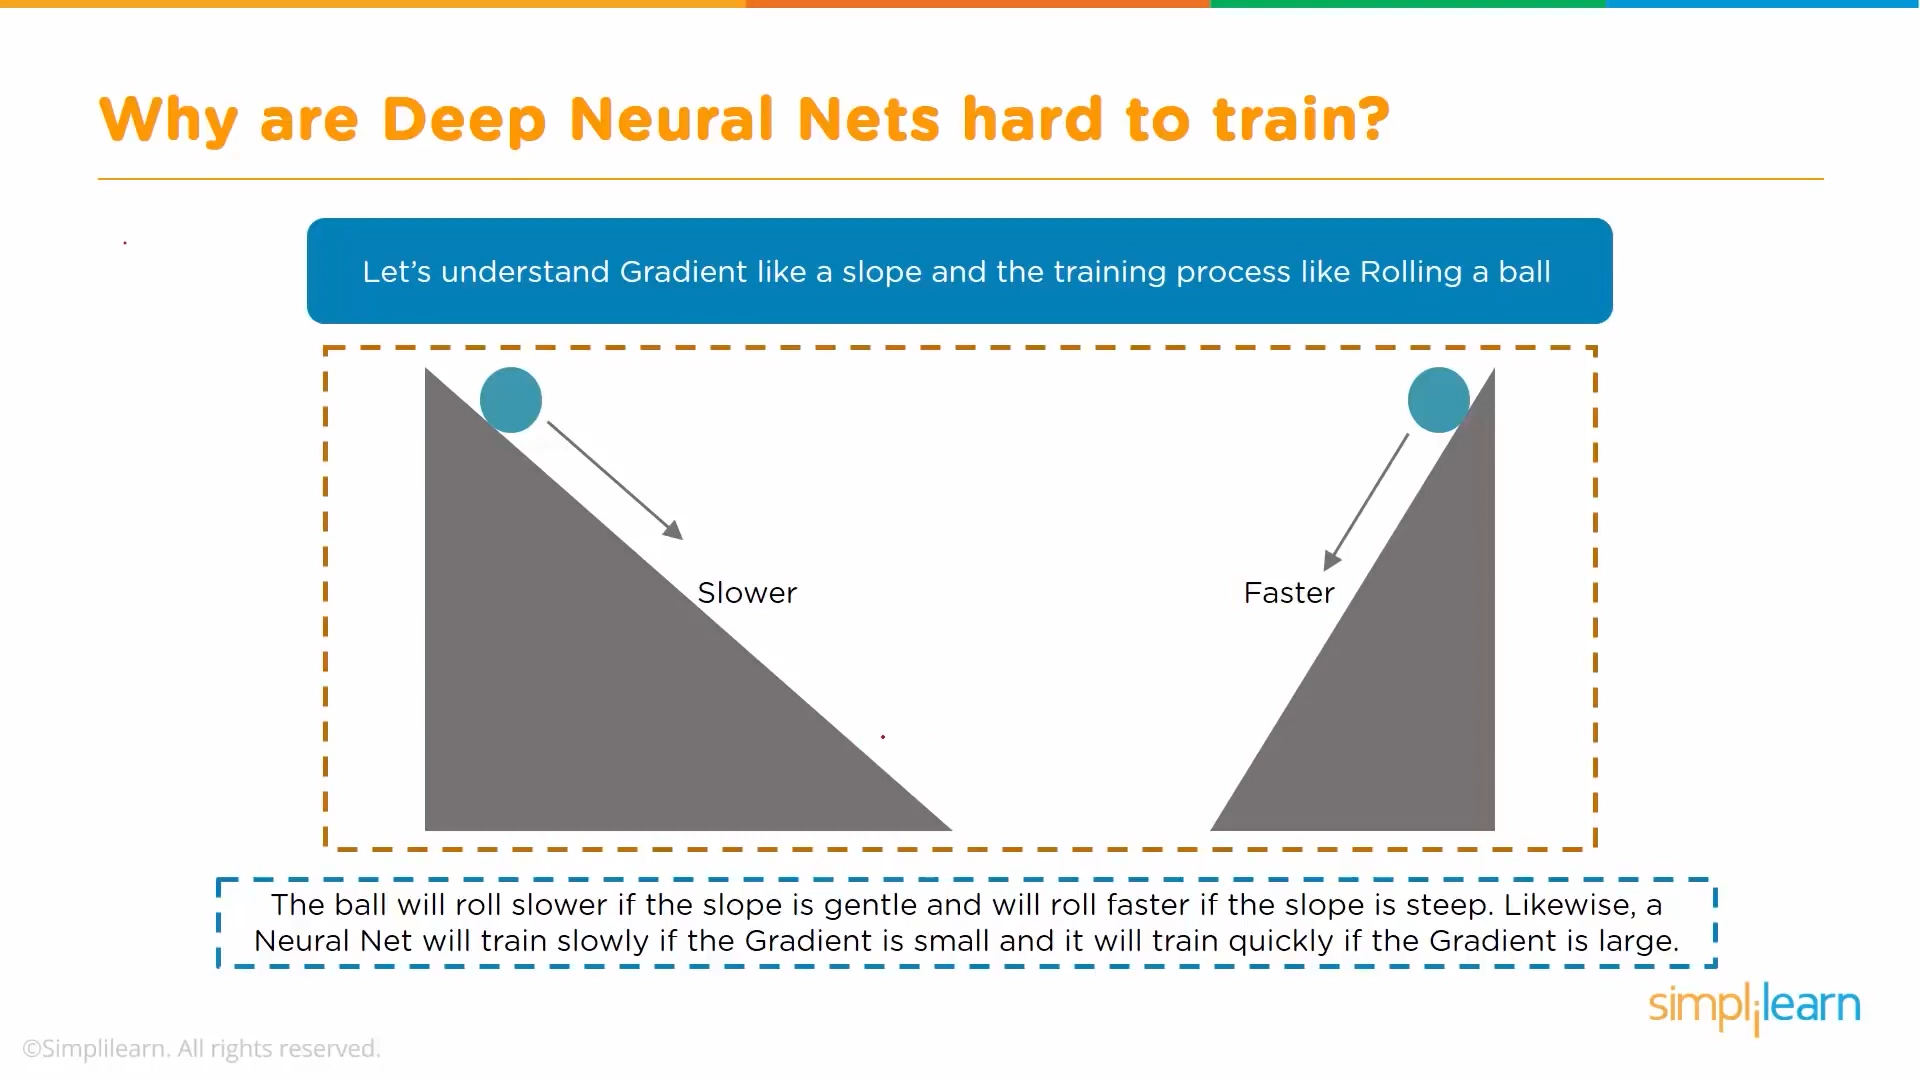 Why are Deep Neural Nets hard to train?
Let’s understand Gradient like a slope and the training process like Rolling a ball
Slower
Faster
The ball will roll slower if the slope is gentle and will roll faster if the slope is steep. Likewise, a
Neural Net will train slowly if the Gradient is small and it will train quickly if the Gradient is large.
simplilearn
©Simplilearn. All rights reserved.